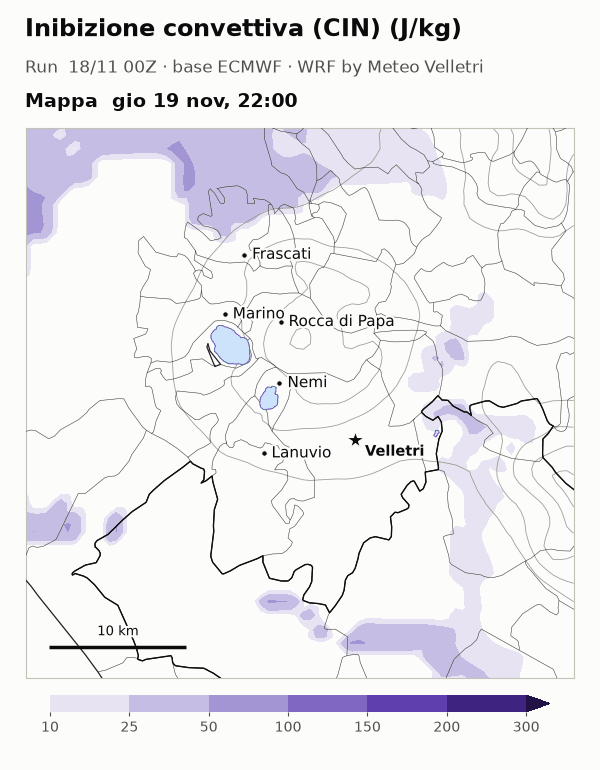 Inibizione convettiva (CIN) (J/kg)
Run 18/11 00Z · base ECMWF · WRF by Meteo Velletri
Mappa gio 19 nov, 22:00
Frascati
Marino
Rocca di Papa
Nemi
Velletri
Lanuvio
10 km
10 25 50 100 150 200 300